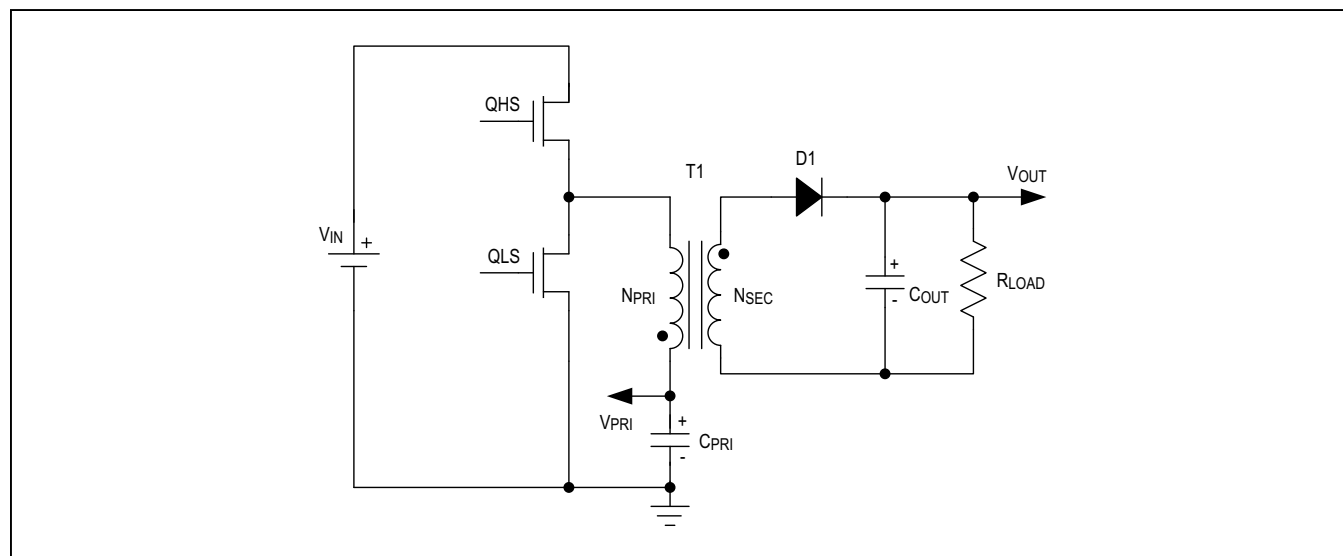 QHS
T1
D1
VOUT
VIN
+
QLS
NPRI
NSEC
+
-
COUT
RLOAD
VPRI
+
-
CPRI